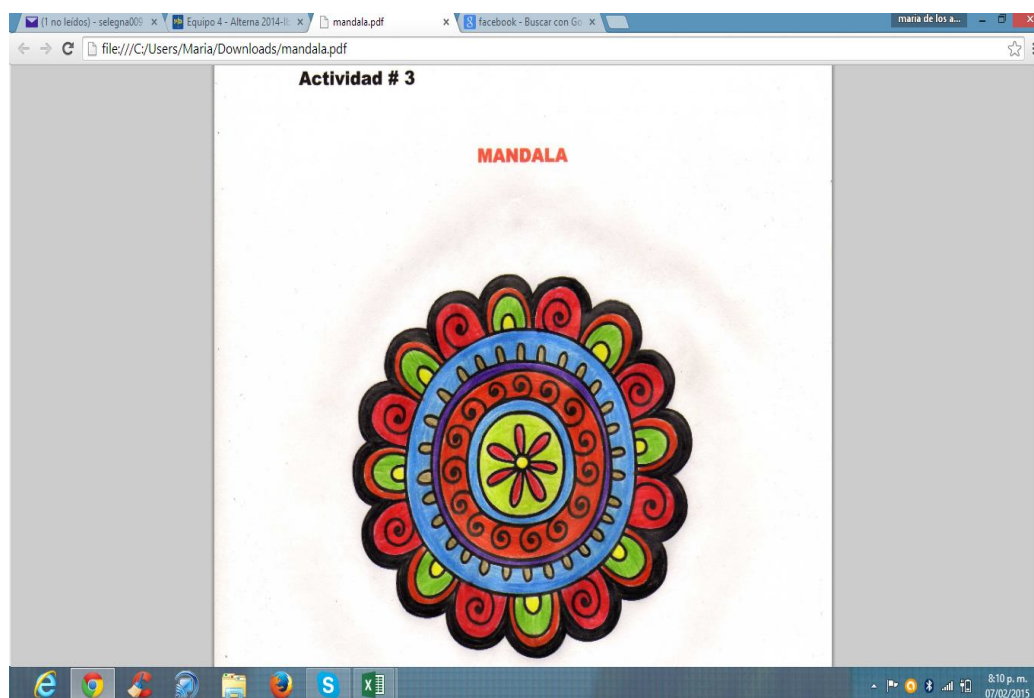 (1 no leídos) - selegna009
Equipo 4 - Alterna 2014-II:
mandala.pdf
facebook - Buscar con Go
maria de los a...
file:///C:/Users/Maria/Downloads/mandala.pdf
Actividad # 3
MANDALA
8:10 p. m.
07/02/2015